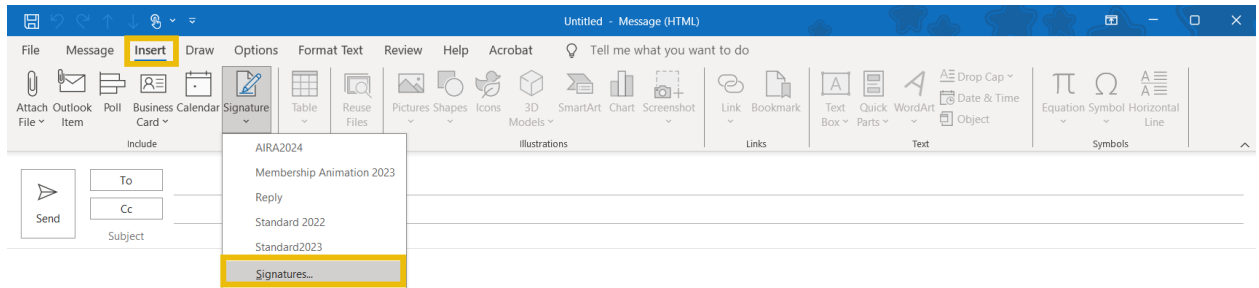 Untitled - Message (HTML)
File Message Insert Draw Options Format Text Review Help Acrobat Tell me what you want to do
Attach File
Outlook Item
Poll
Business Card
Calendar
Signature
Table
Reuse Files
Pictures
Shapes
Icons
3D Models
SmartArt
Chart
Screenshot
Link
Bookmark
Text Box
Quick Parts
WordArt
Drop Cap
Date & Time
Object
Equation
Symbol
Horizontal Line
Include
Illustrations
Links
Text
Symbols
AIRA2024
Membership Animation 2023
Reply
Standard 2022
Standard2023
Signatures...
Send
To
Cc
Subject